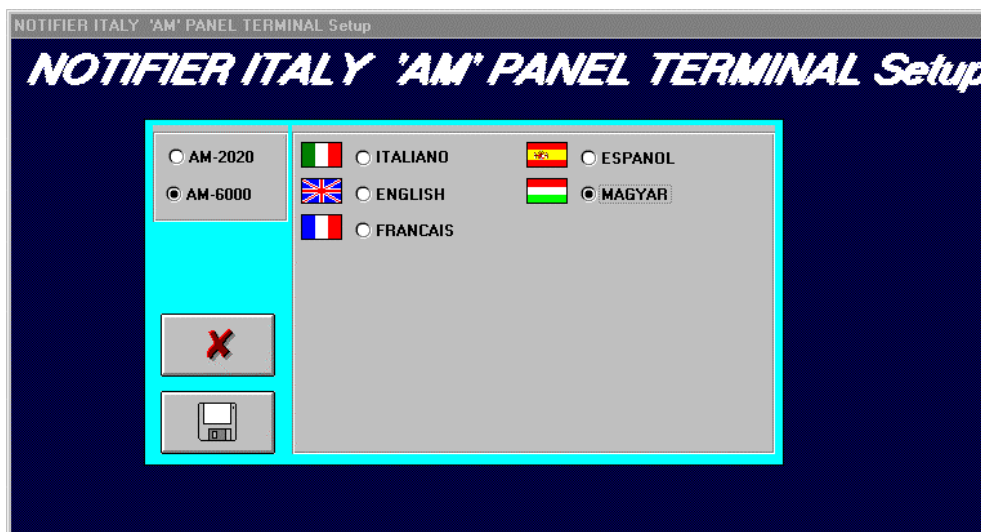 NOTIFIER ITALY 'AM' PANEL TERMINAL Setup
NOTIFIER ITALY 'AM' PANEL TERMINAL Setup
AM-2020
AM-6000
ITALIANO
ENGLISH
FRANCAIS
ESPANOL
MAGYAR